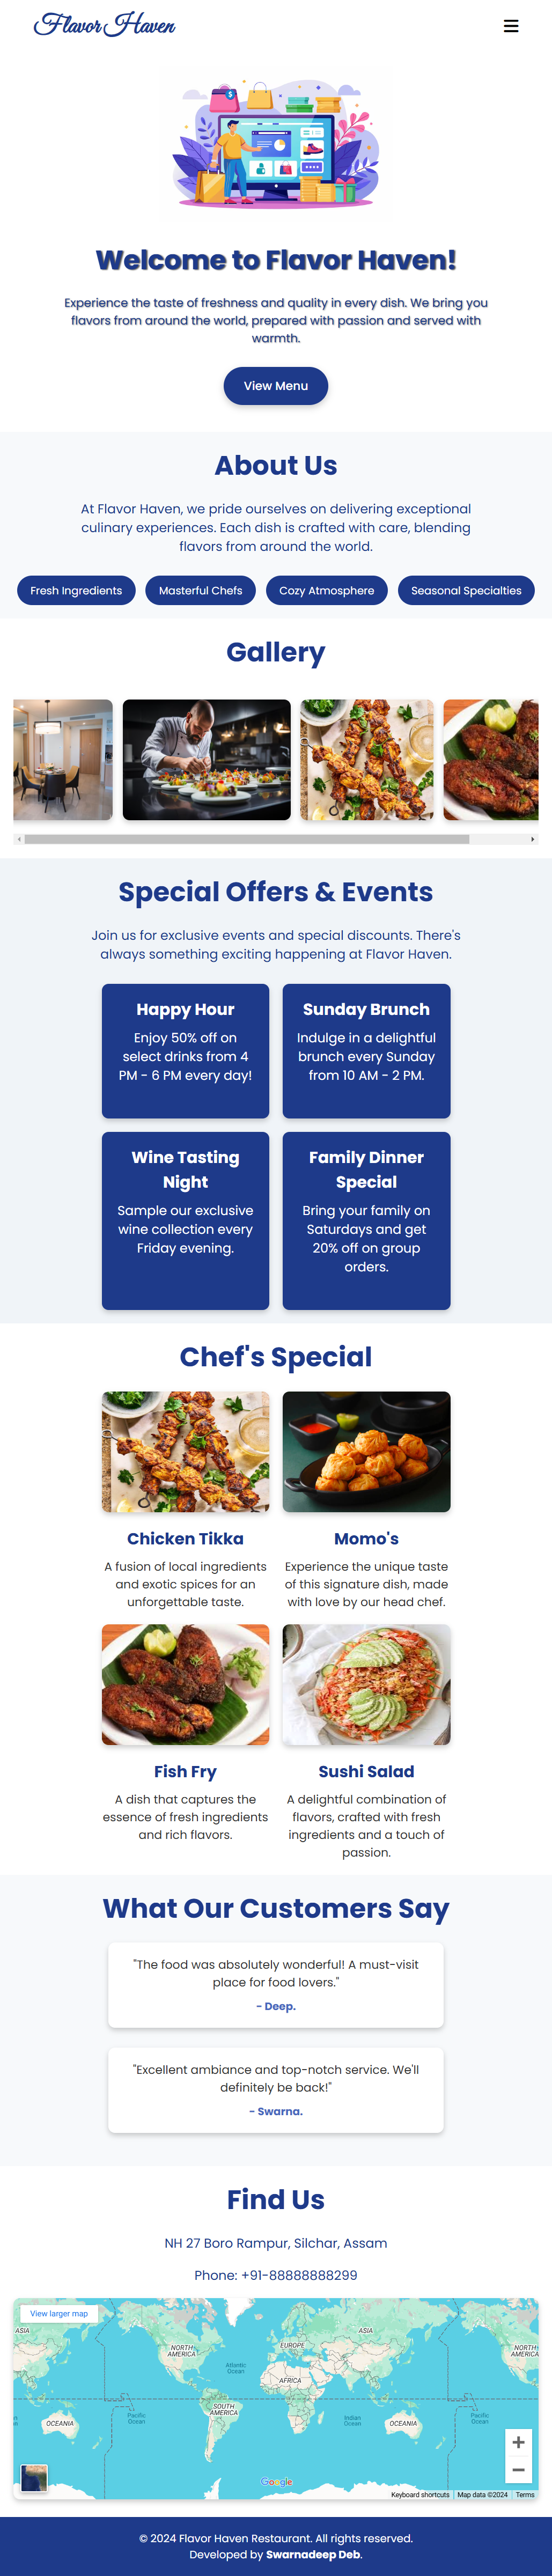 Flavor Haven
Welcome to Flavor Haven!
Experience the taste of freshness and quality in every dish. We bring you
flavors from around the world, prepared with passion and served with
warmth.
View Menu
About Us
At Flavor Haven, we pride ourselves on delivering exceptional
culinary experiences. Each dish is crafted with care, blending
flavors from around the world.
Fresh Ingredients
Masterful Chefs
Cozy Atmosphere
Seasonal Specialties
Gallery
Special Offers & Events
Join us for exclusive events and special discounts. There's
always something exciting happening at Flavor Haven.
Happy Hour
Enjoy 50% off on
select drinks from 4
PM - 6 PM every day!
Sunday Brunch
Indulge in a delightful
brunch every Sunday
from 10 AM - 2 PM.
Wine Tasting
Night
Sample our exclusive
wine collection every
Friday evening.
Family Dinner
Special
Bring your family on
Saturdays and get
20% off on group
orders.
Chef's Special
Chicken Tikka
A fusion of local ingredients
and exotic spices for an
unforgettable taste.
Momo's
Experience the unique taste
of this signature dish, made
with love by our head chef.
Fish Fry
A dish that captures the
essence of fresh ingredients
and rich flavors.
Sushi Salad
A delightful combination of
flavors, crafted with fresh
ingredients and a touch of
passion.
What Our Customers Say
"The food was absolutely wonderful! A must-visit
place for food lovers."
- Deep.
"Excellent ambiance and top-notch service. We'll
definitely be back!"
- Swarna.
Find Us
NH 27 Boro Rampur, Silchar, Assam
Phone: +91-88888888299
View larger map
ASIA
NORTH
AMERICA
EUROPE
ASIA
NORTH
AMERICA
Atlantic
Ocean
AFRICA
SOUTH
AMERICA
OCEANIA
Pacific
Ocean
Indian
Ocean
OCEANIA
Pacific
Ocean
Google
Keyboard shortcuts
Map data ©2024
Terms
© 2024 Flavor Haven Restaurant. All rights reserved.
Developed by Swarnadeep Deb.